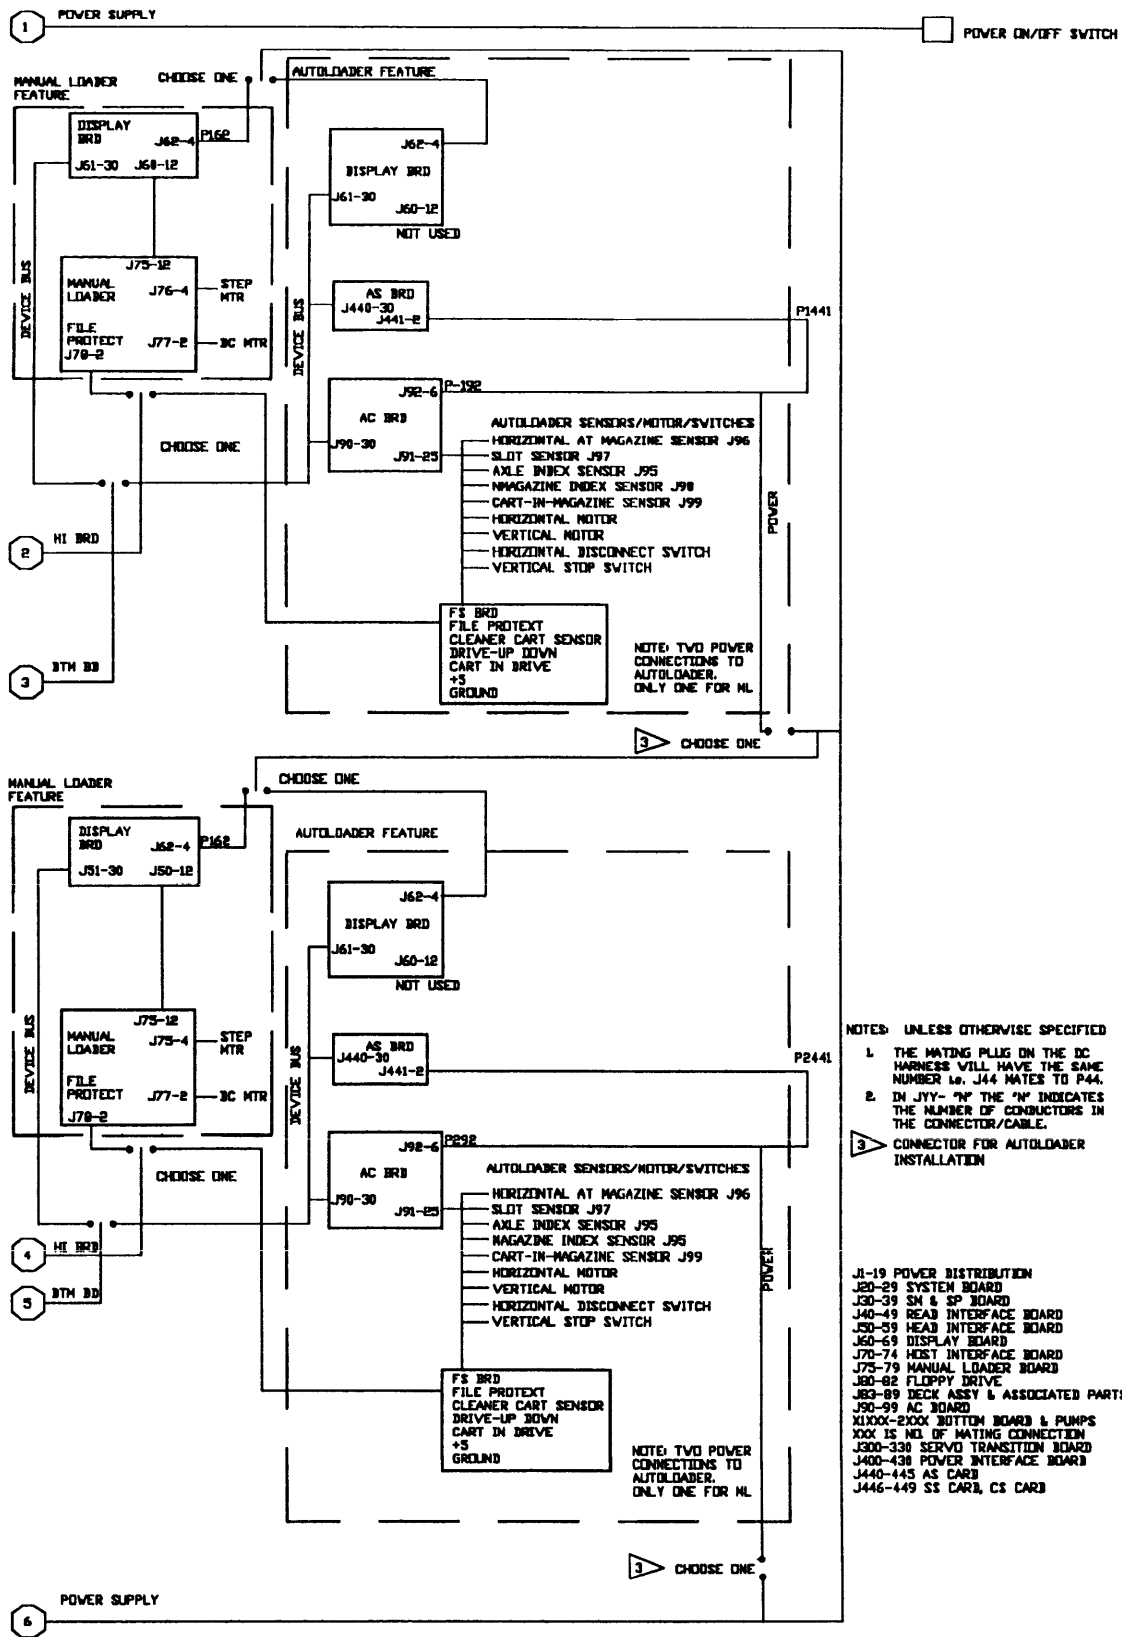 1
POWER SUPPLY
POWER ON/OFF SWITCH
MANUAL LOADER
FEATURE
CHOOSE ONE
AUTOLOADER FEATURE
DISPLAY
BRD
J62-4
P162
J61-30
J60-12
J62-4
DISPLAY BRD
J61-30
J60-12
NOT USED
DEVICE BUS
J75-12
MANUAL
LOADER
J76-4
STEP
MTR
FILE
PROTECT
J77-2
DC MTR
J78-2
DEVICE BUS
AS BRD
J440-30
J441-2
P1441
J92-6
P-192
AC BRD
J90-30
J91-25
CHOOSE ONE
AUTOLOADER SENSORS/MOTOR/SWITCHES
HORIZONTAL AT MAGAZINE SENSOR J96
SLOT SENSOR J97
AXLE INDEX SENSOR J95
NMAGAZINE INDEX SENSOR J98
CART-IN-MAGAZINE SENSOR J99
HORIZONTAL MOTOR
VERTICAL MOTOR
HORIZONTAL DISCONNECT SWITCH
VERTICAL STOP SWITCH
POWER
2
HI BRD
3
BTM BD
FS BRD
FILE PROTEXT
CLEANER CART SENSOR
DRIVE-UP DOWN
CART IN DRIVE
+5
GROUND
NOTE: TWO POWER
CONNECTIONS TO
AUTOLOADER.
ONLY ONE FOR ML
3
CHOOSE ONE
MANUAL LOADER
FEATURE
CHOOSE ONE
AUTOLOADER FEATURE
DISPLAY
BRD
J62-4
P162
J51-30
J50-12
J62-4
DISPLAY BRD
J61-30
J60-12
NOT USED
DEVICE BUS
J75-12
MANUAL
LOADER
J75-4
STEP
MTR
FILE
PROTECT
J77-2
DC MTR
J78-2
DEVICE BUS
AS BRD
J440-30
J441-2
P2441
J92-6
P292
AC BRD
J90-30
J91-25
CHOOSE ONE
AUTOLOADER SENSORS/MOTOR/SWITCHES
HORIZONTAL AT MAGAZINE SENSOR J96
SLOT SENSOR J97
AXLE INDEX SENSOR J95
MAGAZINE INDEX SENSOR J95
CART-IN-MAGAZINE SENSOR J99
HORIZONTAL MOTOR
VERTICAL MOTOR
HORIZONTAL DISCONNECT SWITCH
VERTICAL STOP SWITCH
POWER
4
HI BRD
5
BTM BD
FS BRD
FILE PROTEXT
CLEANER CART SENSOR
DRIVE-UP DOWN
CART IN DRIVE
+5
GROUND
NOTE: TWO POWER
CONNECTIONS TO
AUTOLOADER.
ONLY ONE FOR ML
3
CHOOSE ONE
6
POWER SUPPLY
NOTES: UNLESS OTHERWISE SPECIFIED
1. THE MATING PLUG ON THE DC
HARNESS WILL HAVE THE SAME
NUMBER i.e. J44 MATES TO P44.
2. IN JYY- "N" THE "N" INDICATES
THE NUMBER OF CONDUCTORS IN
THE CONNECTOR/CABLE.
3
CONNECTOR FOR AUTOLOADER
INSTALLATION
J1-19 POWER DISTRIBUTION
J20-29 SYSTEM BOARD
J30-39 SM & SP BOARD
J40-49 READ INTERFACE BOARD
J50-59 HEAD INTERFACE BOARD
J60-69 DISPLAY BOARD
J70-74 HOST INTERFACE BOARD
J75-79 MANUAL LOADER BOARD
J80-82 FLOPPY DRIVE
J83-89 DECK ASSY & ASSOCIATED PARTS
J90-99 AC BOARD
X1XXX-2XXX BOTTOM BOARD & PUMPS
XXX IS NO. OF MATING CONNECTION
J300-330 SERVO TRANSITION BOARD
J400-430 POWER INTERFACE BOARD
J440-445 AS CARD
J446-449 SS CARD, CS CARD